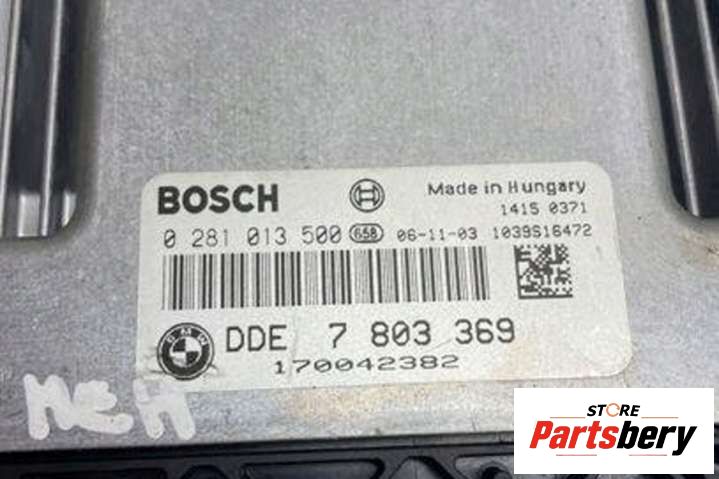 BOSCH
Made in Hungary
1415 0371
0 281 013 500 658 06-11-03 1039S16472
BMW DDE 7 803 369
170042382
STORE
Partsbery